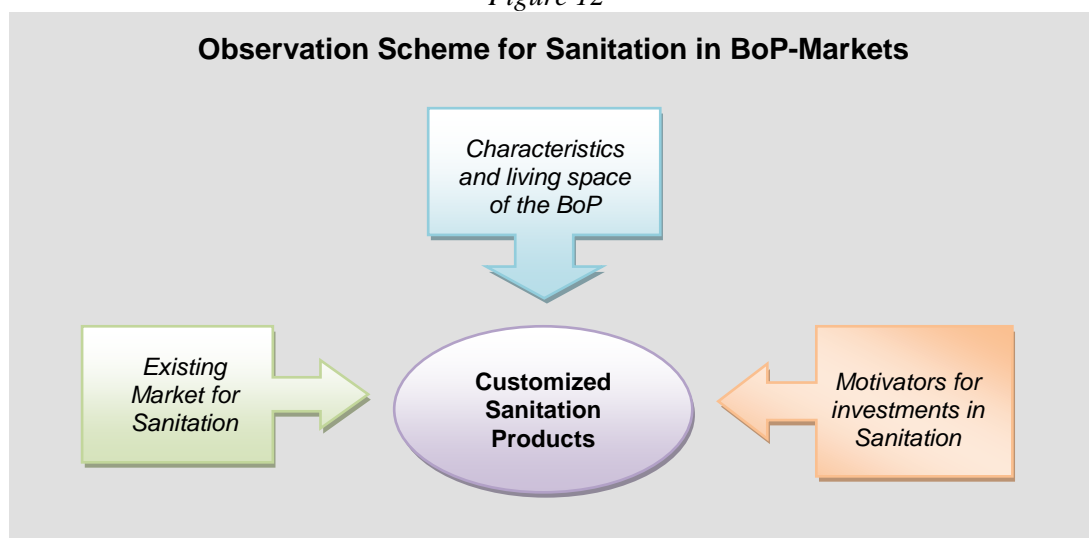 Figure 12
Observation Scheme for Sanitation in BoP-Markets
Characteristics
and living space
of the BoP
Existing
Market for
Sanitation
Customized
Sanitation
Products
Motivators for
investments in
Sanitation